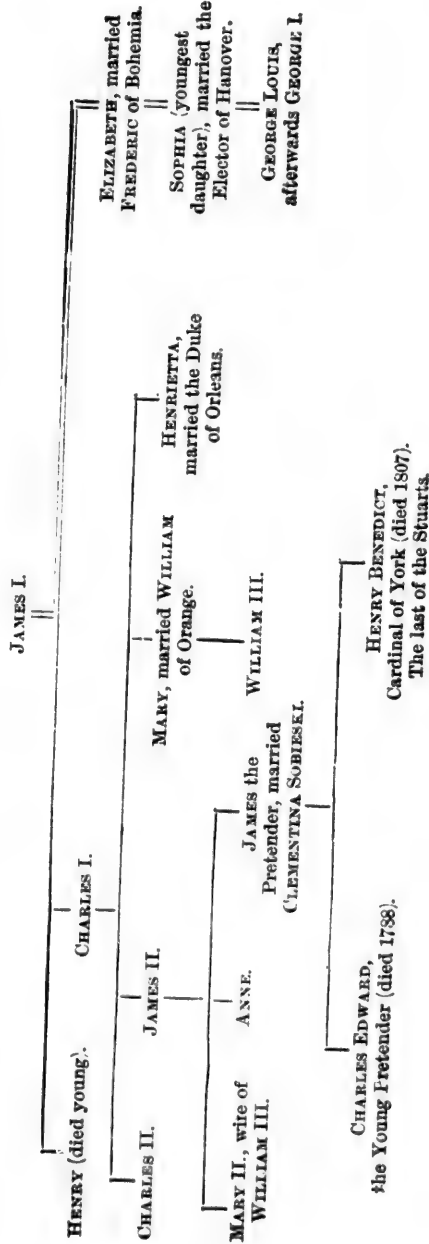 JAMES I.
HENRY (died young).
CHARLES I.
ELIZABETH, married
FREDERIC of Bohemia.
CHARLES II.
JAMES II.
MARY, married WILLIAM
of Orange.
HENRIETTA,
married the Duke
of Orleans.
SOPHIA (youngest
daughter), married the
Elector of Hanover.
MARY II., wife of
WILLIAM III.
ANNE.
JAMES the
Pretender, married
CLEMENTINA SOBIESKI.
WILLIAM III.
GEORGE LOUIS,
afterwards GEORGE I.
CHARLES EDWARD,
the Young Pretender (died 1788).
HENRY BENEDICT,
Cardinal of York (died 1807).
The last of the Stuarts.